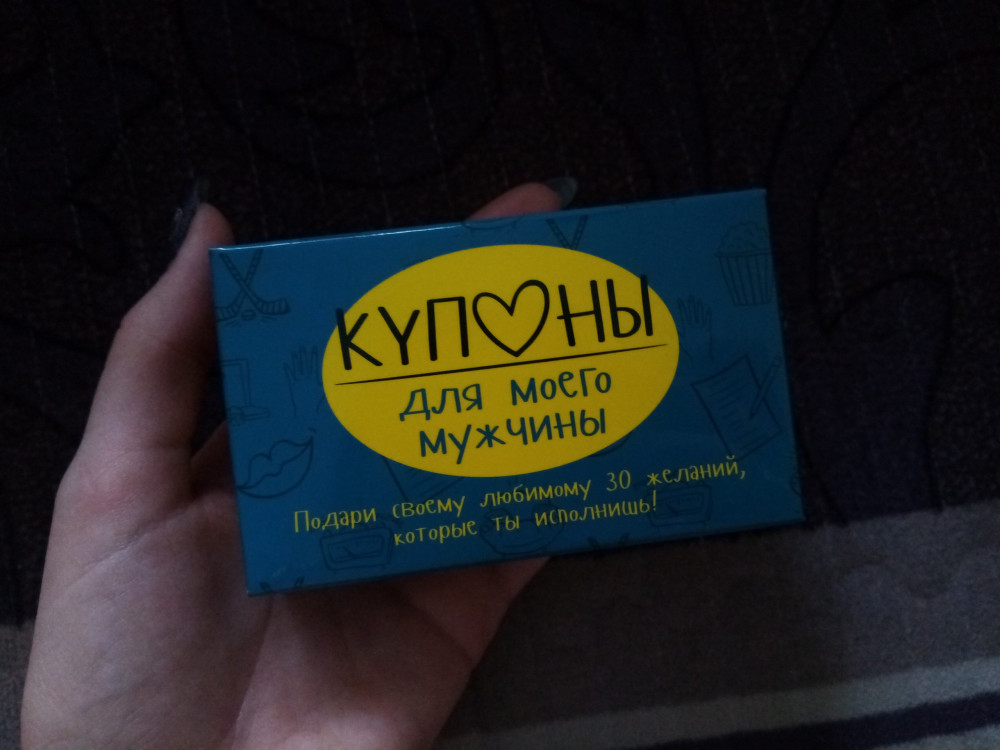 КУПОНЫ
для моего
мужчины
Подари своему любимому 30 желаний,
которые ты исполнишь!